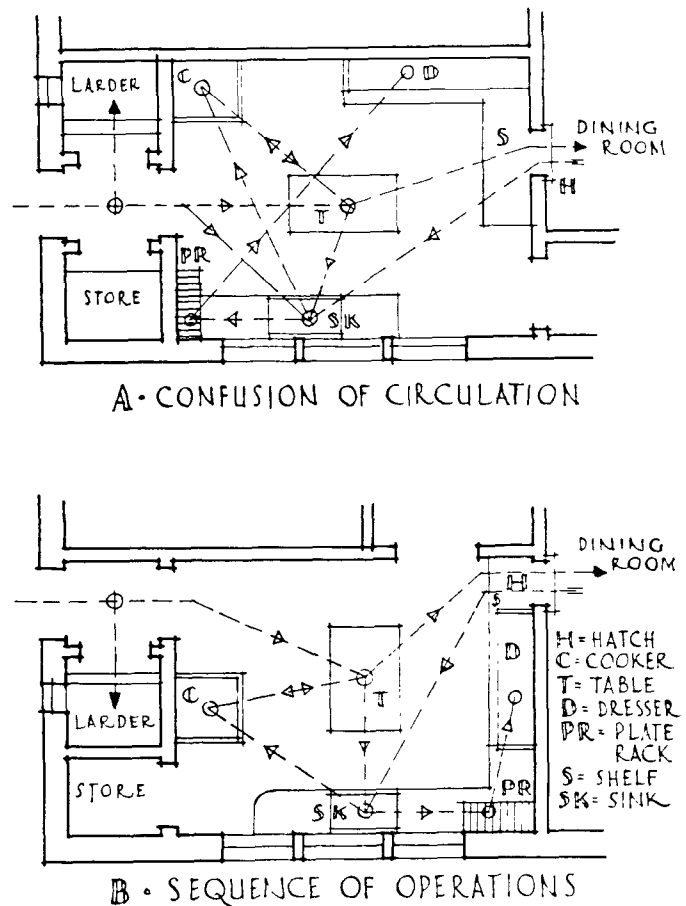 LARDER
C
D
S
DINING
ROOM
H
T
PR
STORE
SK
A · CONFUSION OF CIRCULATION
DINING
ROOM
H
S
D
H = HATCH
C = COOKER
T = TABLE
D = DRESSER
PR = PLATE
RACK
S = SHELF
SK = SINK
C
T
LARDER
STORE
SK
PR
B · SEQUENCE OF OPERATIONS